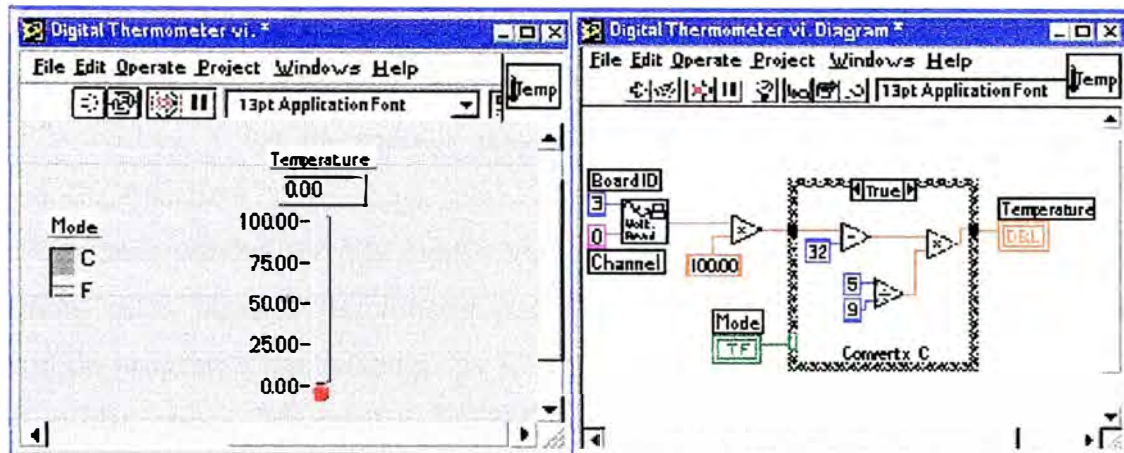 Digital Thermometer vi. *
File Edit Operate Project Windows Help
Temp
13pt Application Font
Temperature
0.00
100.00
75.00
50.00
25.00
0.00
Mode
C
F
Digital Thermometer vi. Diagram *
File Edit Operate Project Windows Help
Temp
13pt Application Font
Board ID
3
0
Channel
100.00
Mode
TF
True
32
5
9
Convert x C
Temperature
DBL